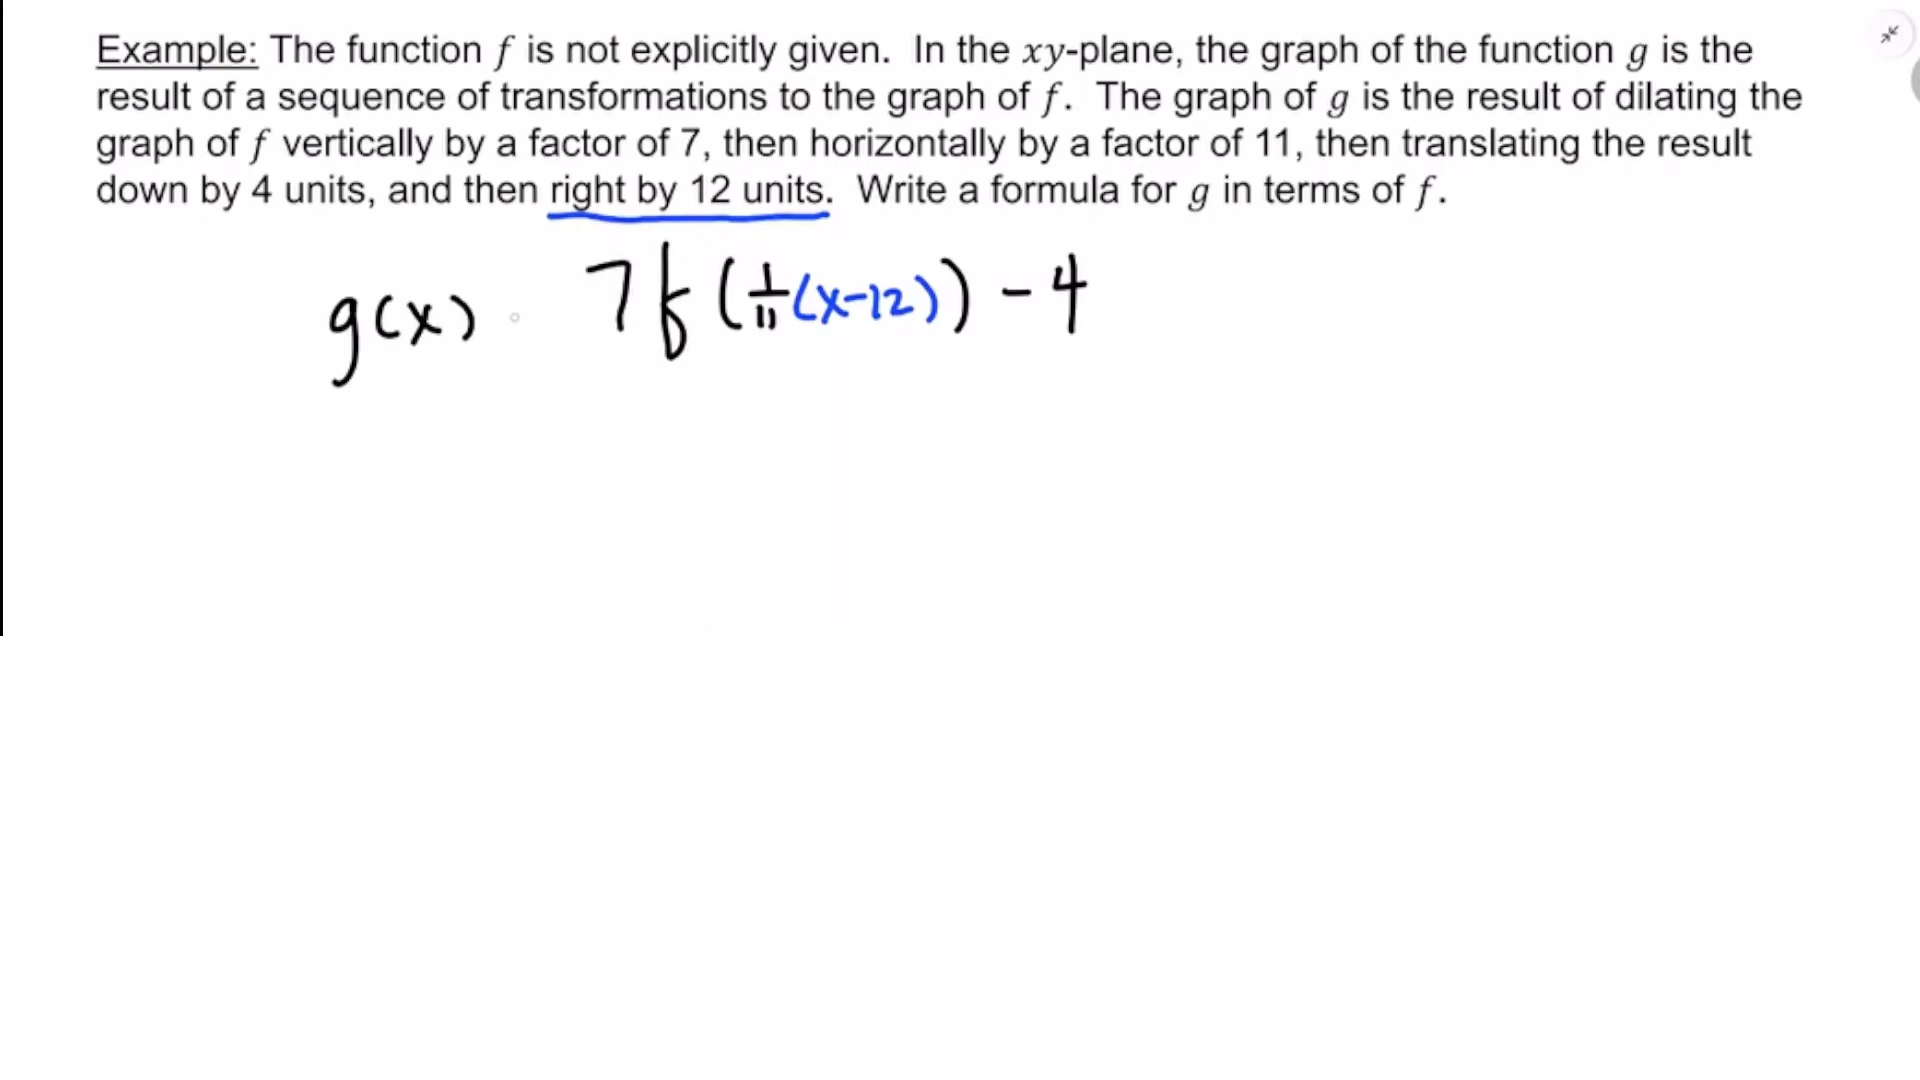 Example: The function f is not explicitly given. In the xy-plane, the graph of the function g is the
result of a sequence of transformations to the graph of f. The graph of g is the result of dilating the
graph of f vertically by a factor of 7, then horizontally by a factor of 11, then translating the result
down by 4 units, and then right by 12 units. Write a formula for g in terms of f.
g(x) 7f(1/11(x-12)) - 4